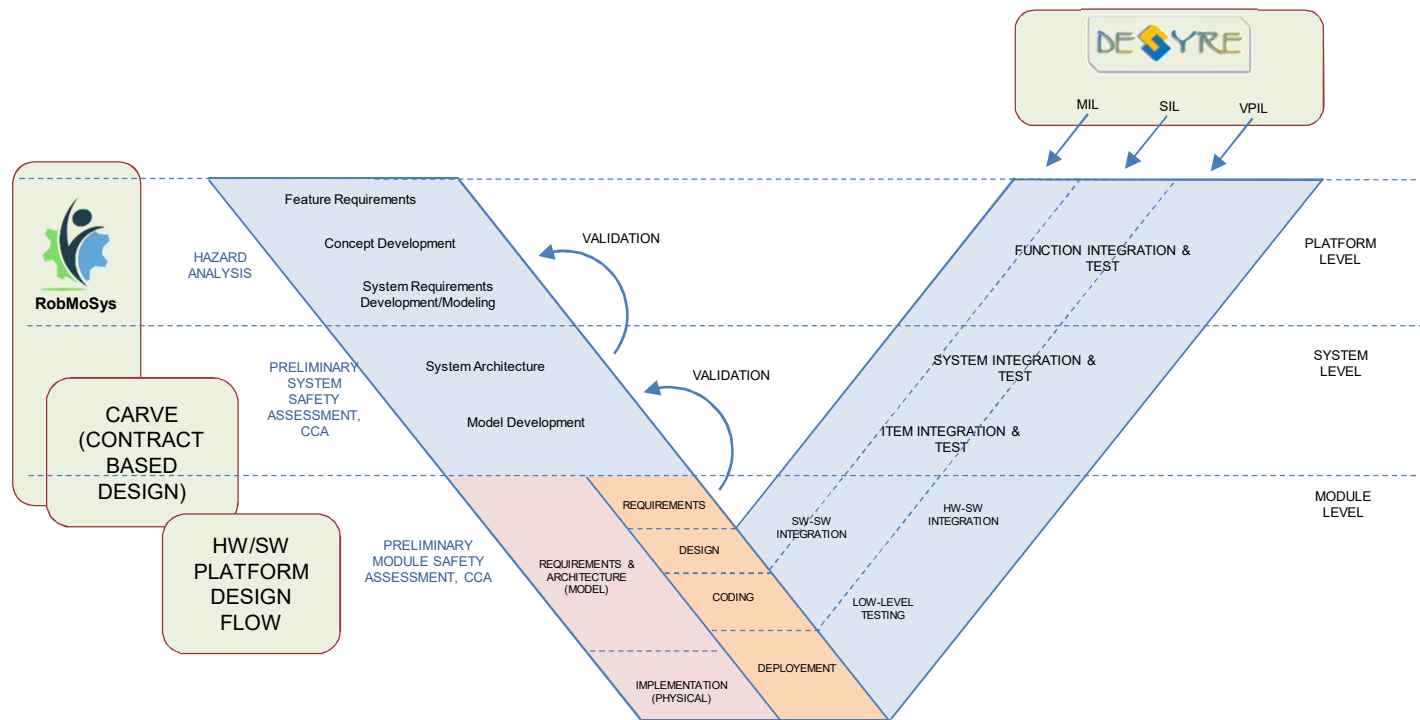 DESYRE
MIL
SIL
VPIL
RobMoSys
CARVE
(CONTRACT
BASED
DESIGN)
HW/SW
PLATFORM
DESIGN
FLOW
HAZARD
ANALYSIS
PRELIMINARY
SYSTEM
SAFETY
ASSESSMENT,
CCA
PRELIMINARY
MODULE SAFETY
ASSESSMENT, CCA
Feature Requirements
Concept Development
System Requirements
Development/Modeling
System Architecture
Model Development
VALIDATION
VALIDATION
REQUIREMENTS
DESIGN
CODING
DEPLOYEMENT
REQUIREMENTS &
ARCHITECTURE
(MODEL)
IMPLEMENTATION
(PHYSICAL)
FUNCTION INTEGRATION &
TEST
SYSTEM INTEGRATION &
TEST
ITEM INTEGRATION &
TEST
SW-SW
INTEGRATION
HW-SW
INTEGRATION
LOW-LEVEL
TESTING
PLATFORM
LEVEL
SYSTEM
LEVEL
MODULE
LEVEL